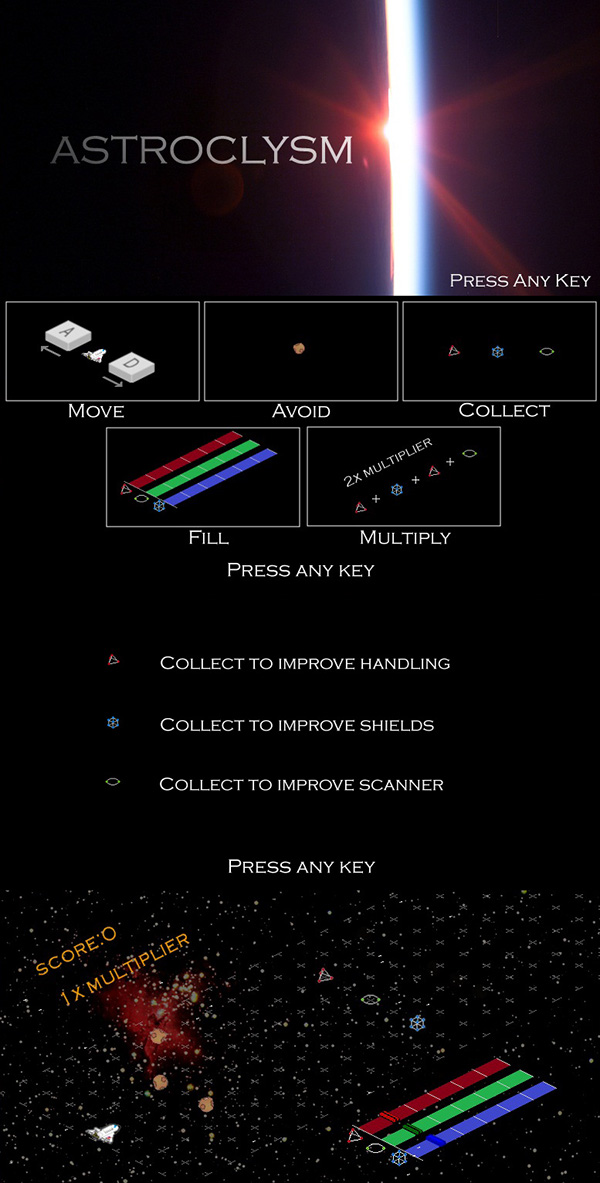 ASTROCLYSM
PRESS ANY KEY
A
D
MOVE
AVOID
COLLECT
FILL
2X MULTIPLIER
+ + +
MULTIPLY
PRESS ANY KEY
COLLECT TO IMPROVE HANDLING
COLLECT TO IMPROVE SHIELDS
COLLECT TO IMPROVE SCANNER
PRESS ANY KEY
SCORE:0
1X MULTIPLIER